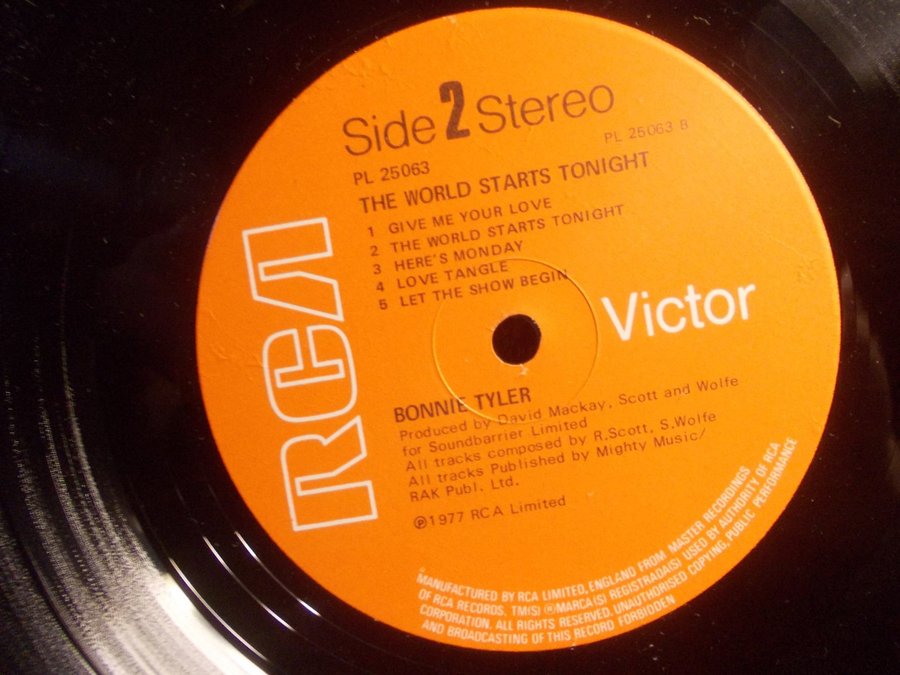 Side 2 Stereo
PL 25063
PL 25063 B
THE WORLD STARTS TONIGHT
1 GIVE ME YOUR LOVE
2 THE WORLD STARTS TONIGHT
3 HERE'S MONDAY
4 LOVE TANGLE
5 LET THE SHOW BEGIN
RCA
Victor
BONNIE TYLER
Produced by David Mackay, Scott and Wolfe
for Soundbarrier Limited
All tracks composed by R.Scott, S.Wolfe
All tracks Published by Mighty Music/
RAK Publ. Ltd.
℗1977 RCA Limited
MANUFACTURED BY RCA LIMITED, ENGLAND FROM MASTER RECORDINGS
OF RCA RECORDS. TM(S) ® MARCA(S) REGISTRADA(S) USED BY AUTHORITY OF RCA
CORPORATION. ALL RIGHTS RESERVED. UNAUTHORISED COPYING, PUBLIC PERFORMANCE
AND BROADCASTING OF THIS RECORD FORBIDDEN